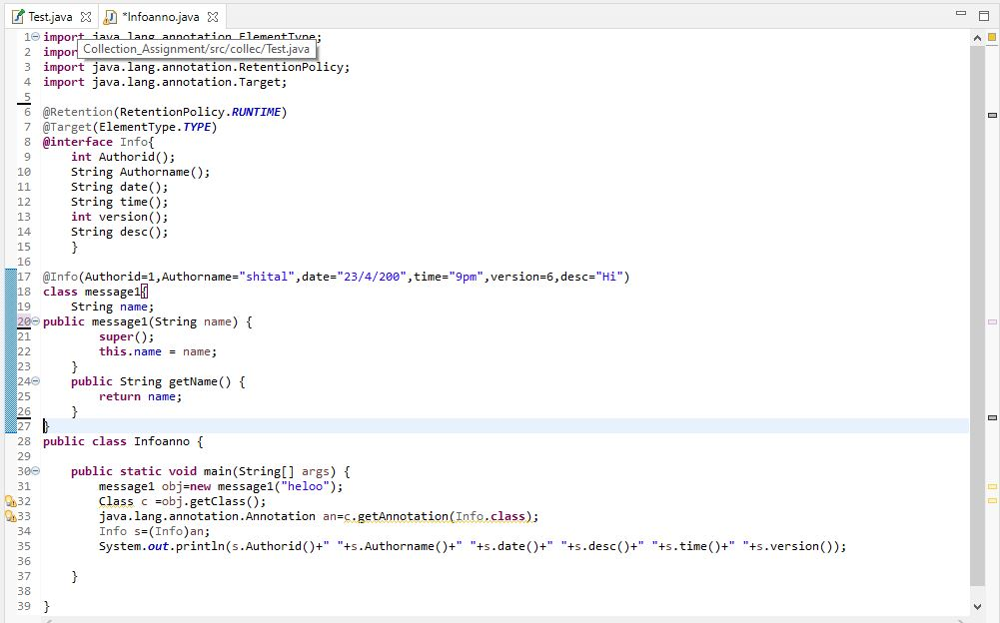 Test.java
*Infoanno.java
1 import java.lang.annotation.ElementType;
Collection_Assignment/src/collec/Test.java
2 impor
3 import java.lang.annotation.RetentionPolicy;
4 import java.lang.annotation.Target;
5
6 @Retention(RetentionPolicy.RUNTIME)
7 @Target(ElementType.TYPE)
8 @interface Info{
9 int Authorid();
10 String Authorname();
11 String date();
12 String time();
13 int version();
14 String desc();
15 }
16
17 @Info(Authorid=1,Authorname="shital",date="23/4/200",time="9pm",version=6,desc="Hi")
18 class message1{
19 String name;
20 public message1(String name) {
21 super();
22 this.name = name;
23 }
24 public String getName() {
25 return name;
26 }
27 }
28 public class Infoanno {
29
30 public static void main(String[] args) {
31 message1 obj=new message1("heloo");
32 Class c =obj.getClass();
33 java.lang.annotation.Annotation an=c.getAnnotation(Info.class);
34 Info s=(Info)an;
35 System.out.println(s.Authorid()+" "+s.Authorname()+" "+s.date()+" "+s.desc()+" "+s.time()+" "+s.version());
36
37 }
38
39 }